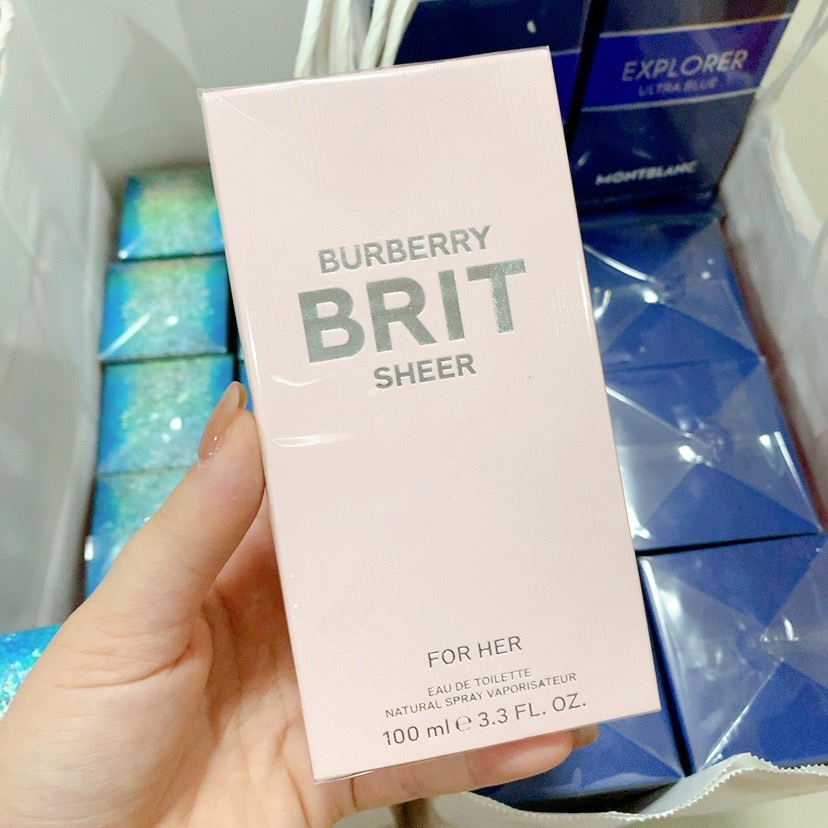 EXPLORER
ULTRA BLUE
MONTBLANC
BURBERRY
BRIT
SHEER
FOR HER
EAU DE TOILETTE
NATURAL SPRAY VAPORISATEUR
100 ml e 3.3 FL. OZ.